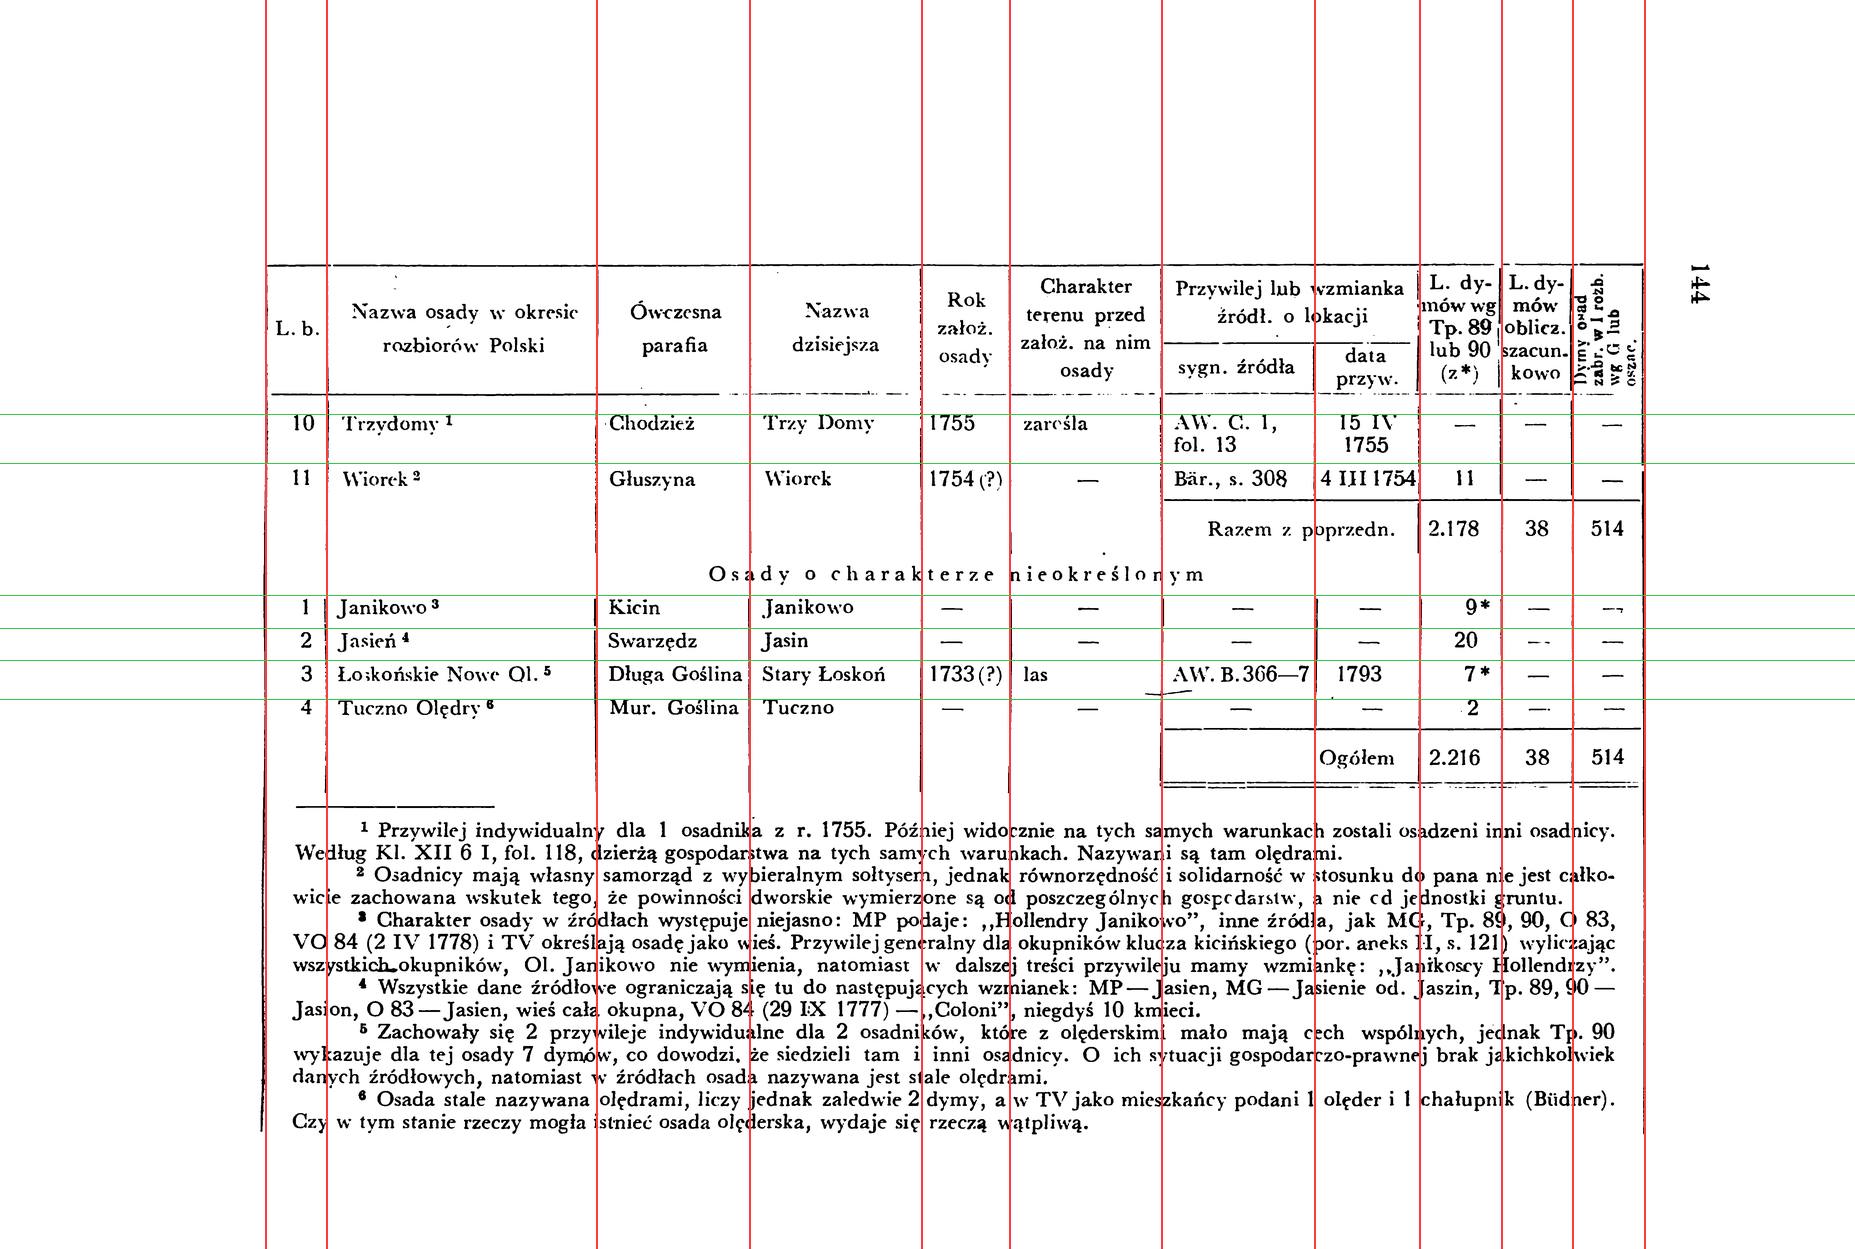 144
L. b.
Nazwa osady w okresie
rozbiorów Polski
Ówczesna
parafia
Nazwa
dzisiejsza
Rok
założ.
osady
Charakter
terenu przed
założ. na nim
osady
Przywilej lub wzmianka
źródł. o lokacji
sygn. źródła
data
przyw.
L. dy-
mów wg
Tp. 89
lub 90
(z*)
L. dy-
mów
oblicz.
szacun-
kowo
Dymy osad
zabr. w I rozb.
wg G lub
oszac.
10 Trzydomy ¹ Chodzież Trzy Domy 1755 zarośla AW. C. 1, 15 IV — — —
fol. 13 1755
11 Wiorek ² Głuszyna Wiorek 1754 (?) — Bär., s. 308 4 III 1754 11 — —
Razem z poprzedn. 2.178 38 514
Osady o charakterze nieokreślonym
1 Janikowo ³ Kicin Janikowo — — — — 9* — —
2 Jasień ⁴ Swarzędz Jasin — — — — 20 — —
3 Łoskońskie Nowe Ol. ⁵ Długa Goślina Stary Łoskoń 1733 (?) las AW. B. 366—7 1793 7* — —
4 Tuczno Olędry ⁶ Mur. Goślina Tuczno — — — — 2 — —
Ogółem 2.216 38 514
¹ Przywilej indywidualny dla 1 osadnika z r. 1755. Później widocznie na tych samych warunkach zostali osadzeni inni osadnicy.
Według Kl. XII 6 I, fol. 118, dzierżą gospodarstwa na tych samych warunkach. Nazywani są tam olędrami.
² Osadnicy mają własny samorząd z wybieralnym sołtysem, jednak równorzędność i solidarność w stosunku do pana nie jest całko-
wicie zachowana wskutek tego, że powinności dworskie wymierzone są od poszczególnych gospodarstw, a nie od jednostki gruntu.
³ Charakter osady w źródłach występuje niejasno: MP podaje: „Hollendry Janikowo”, inne źródła, jak MG, Tp. 89, 90, O 83,
VO 84 (2 IV 1778) i TV określają osadę jako wieś. Przywilej generalny dla okupników klucza kicińskiego (por. aneks II, s. 121) wyliczając
wszystkich okupników, Ol. Janikowo nie wymienia, natomiast w dalszej treści przywileju mamy wzmiankę: „Janikoscy Hollendrzy”.
⁴ Wszystkie dane źródłowe ograniczają się tu do następujących wzmianek: MP — Jasien, MG — Jasienie od. Jaszin, Tp. 89, 90 —
Jasion, O 83 — Jasien, wieś cała okupna, VO 84 (29 IX 1777) — „Coloni”, niegdyś 10 kmieci.
⁵ Zachowały się 2 przywileje indywidualne dla 2 osadników, które z olęderskimi mało mają cech wspólnych, jednak Tp. 90
wykazuje dla tej osady 7 dymów, co dowodzi, że siedzieli tam i inni osadnicy. O ich sytuacji gospodarczo-prawnej brak jakichkolwiek
danych źródłowych, natomiast w źródłach osada nazywana jest stale olędrami.
⁶ Osada stale nazywana olędrami, liczy jednak zaledwie 2 dymy, a w TV jako mieszkańcy podani 1 olęder i 1 chałupnik (Büdner).
Czy w tym stanie rzeczy mogła istnieć osada olęderska, wydaje się rzeczą wątpliwą.